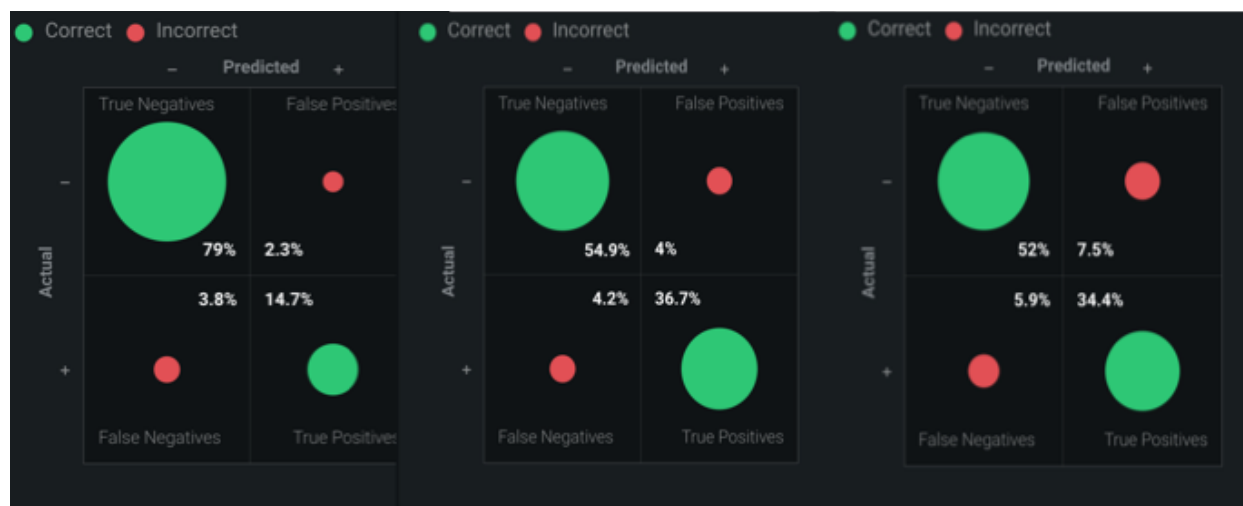 Correct Incorrect
Predicted
− +
True Negatives False Positives
−
79% 2.3%
Actual
3.8% 14.7%
+
False Negatives True Positives
Correct Incorrect
Predicted
− +
True Negatives False Positives
−
54.9% 4%
Actual
4.2% 36.7%
+
False Negatives True Positives
Correct Incorrect
Predicted
− +
True Negatives False Positives
−
52% 7.5%
Actual
5.9% 34.4%
+
False Negatives True Positives